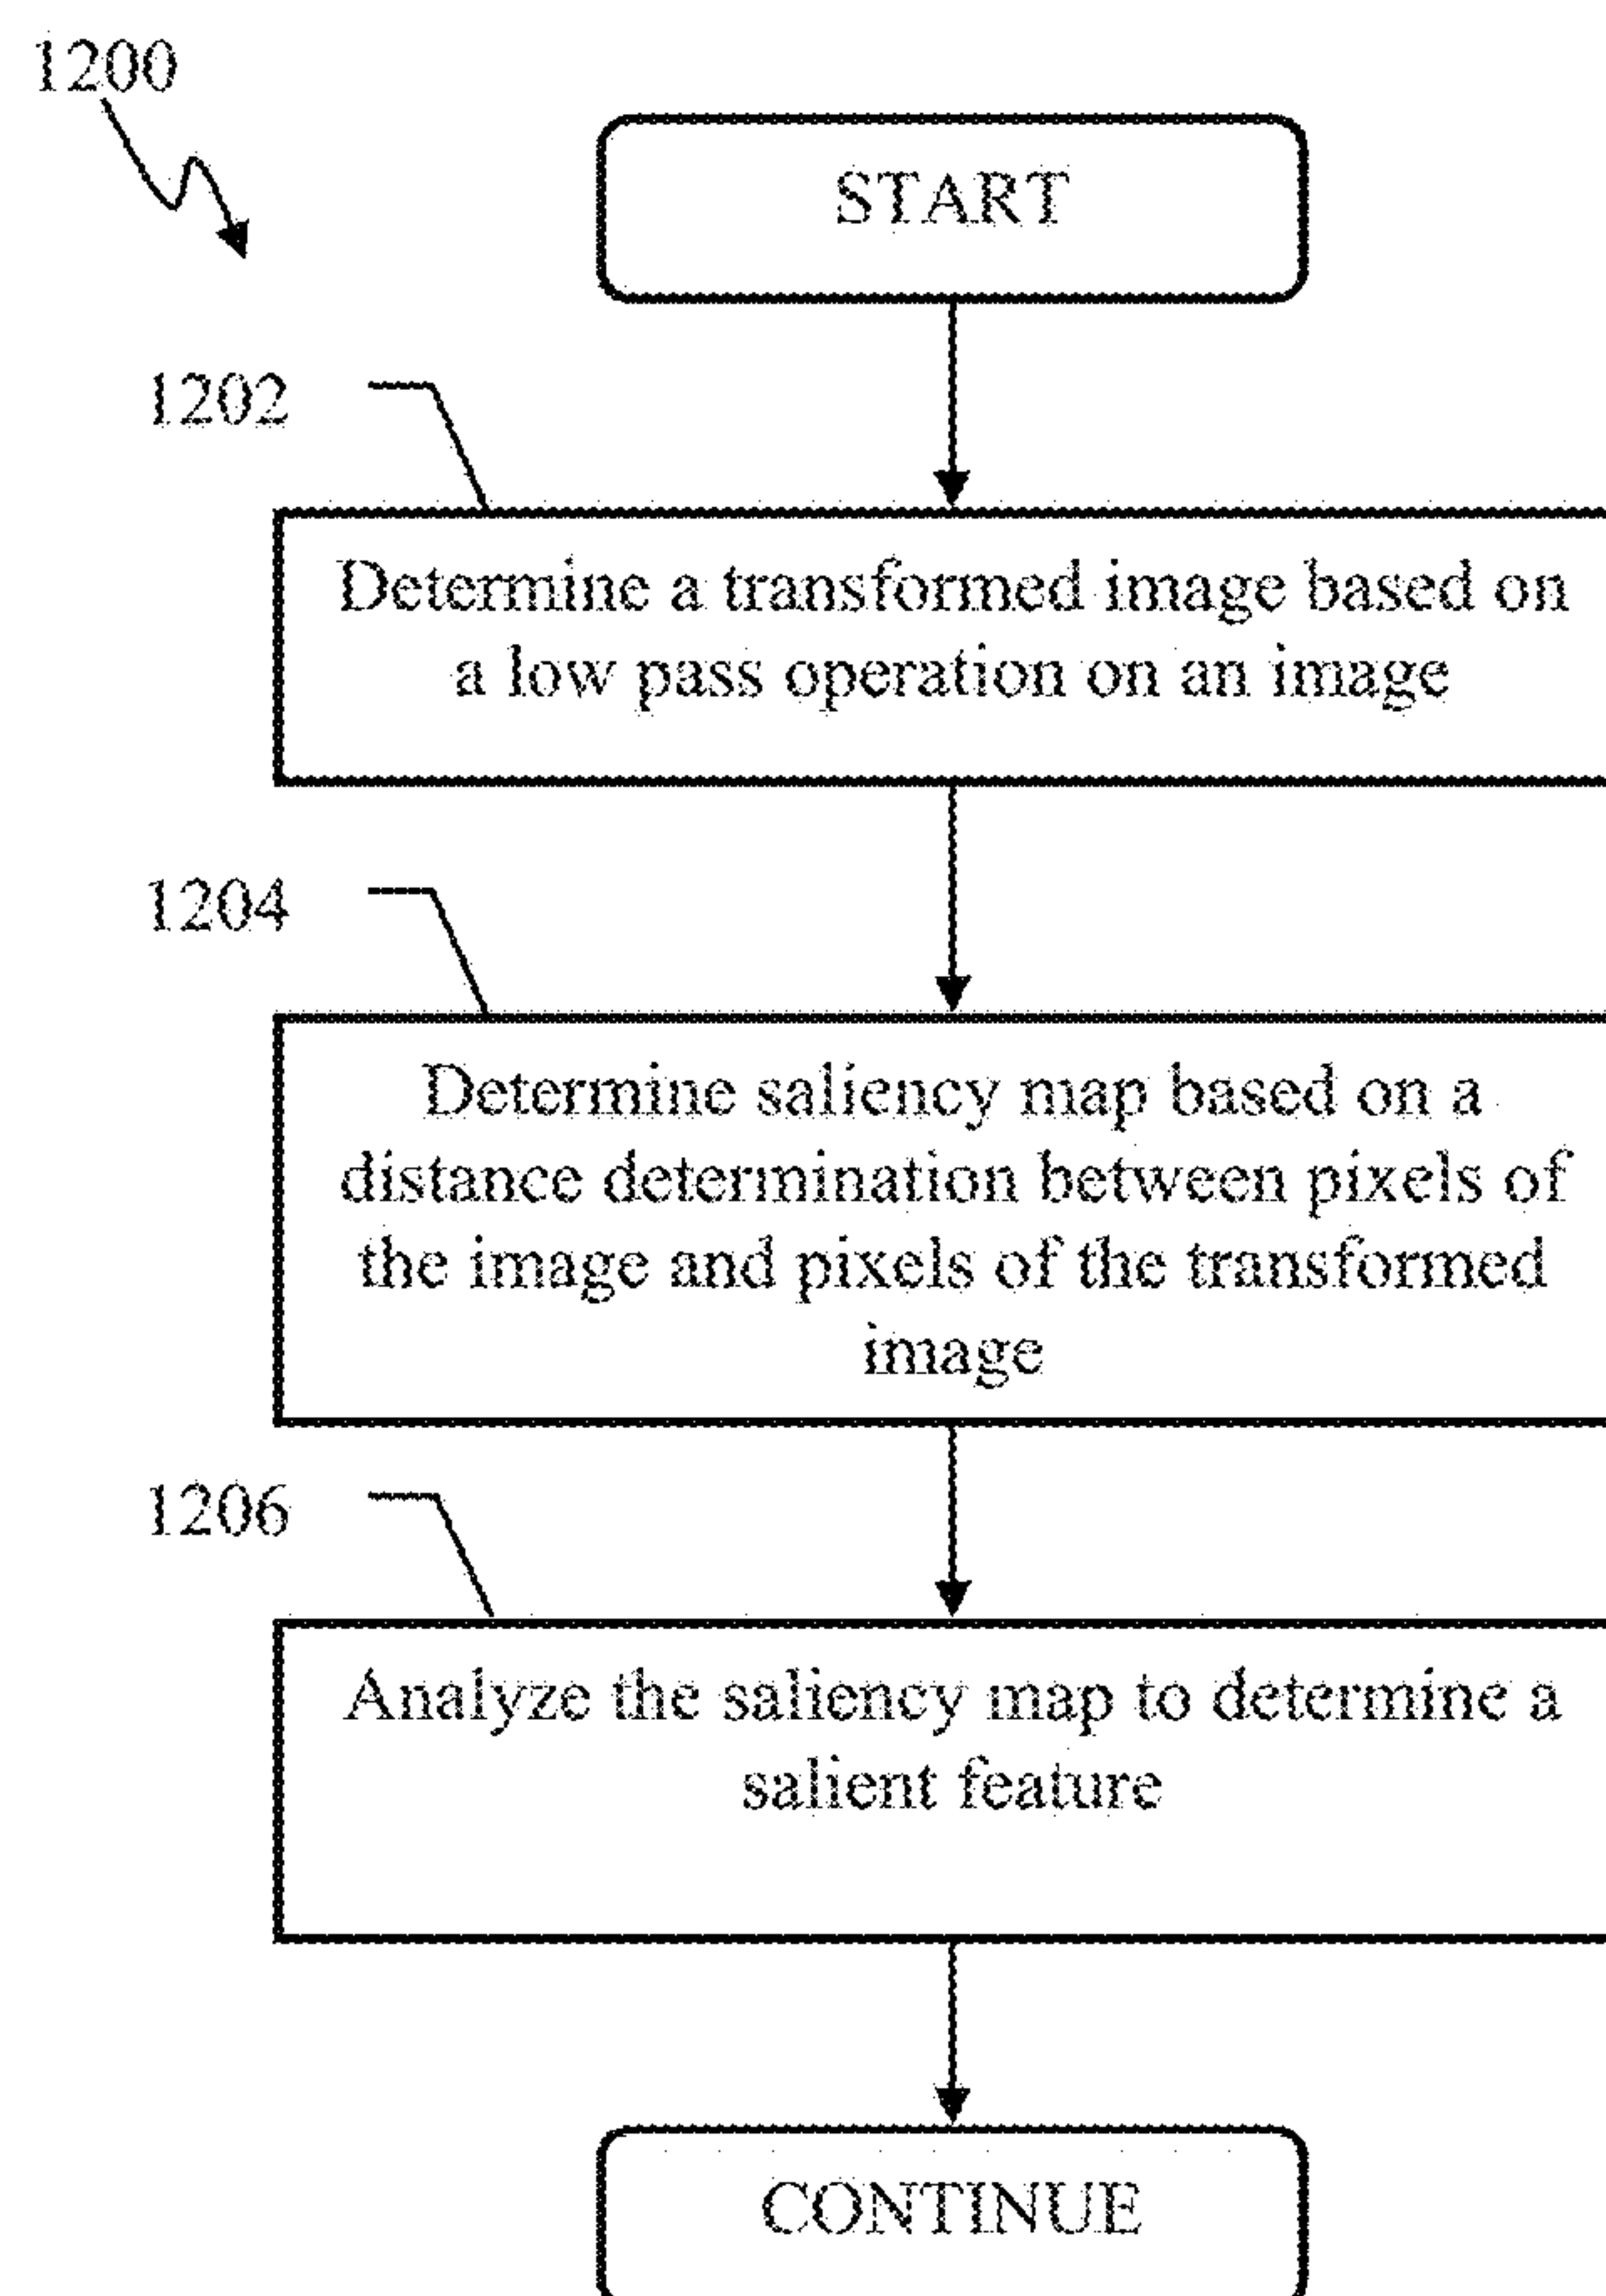 1200
START
1202
Determine a transformed image based on
a low pass operation on an image
1204
Determine saliency map based on a
distance determination between pixels of
the image and pixels of the transformed
image
1206
Analyze the saliency map to determine a
salient feature
CONTINUE